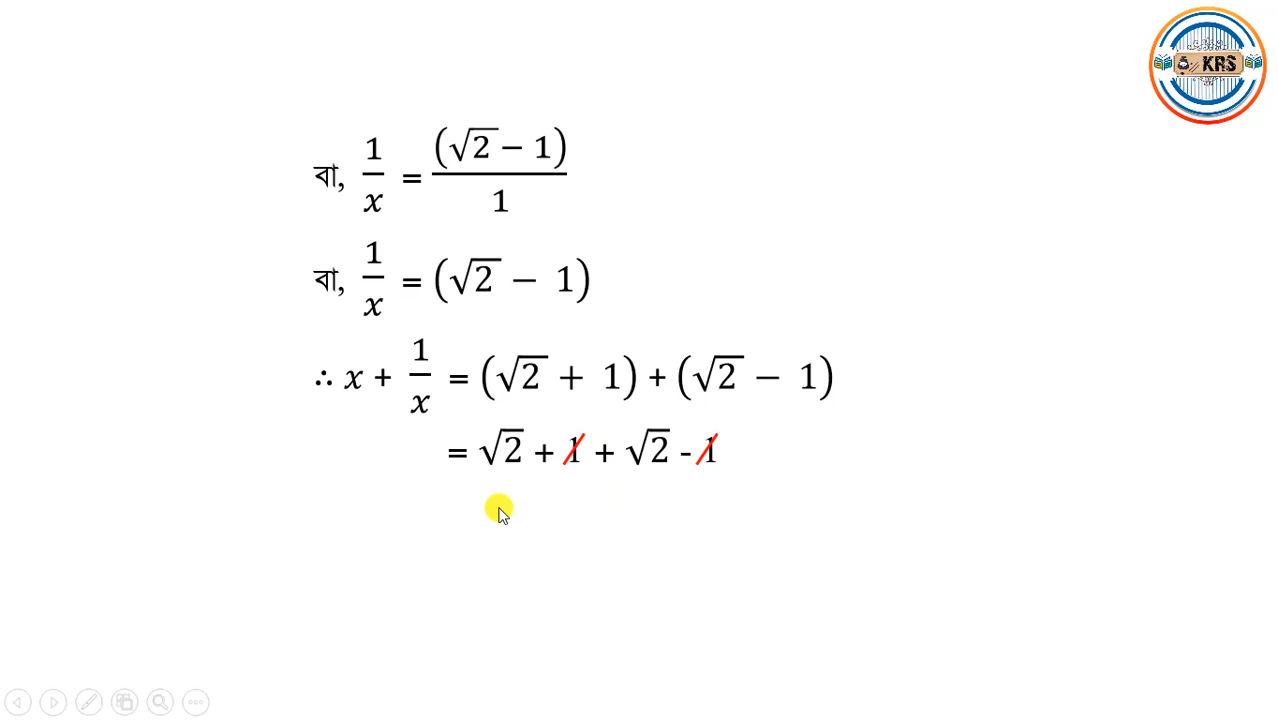 KRS
বা, 1/x = (√2 − 1)/1
বা, 1/x = (√2 − 1)
∴ x + 1/x = (√2 + 1) + (√2 − 1)
= √2 + 1 + √2 - 1